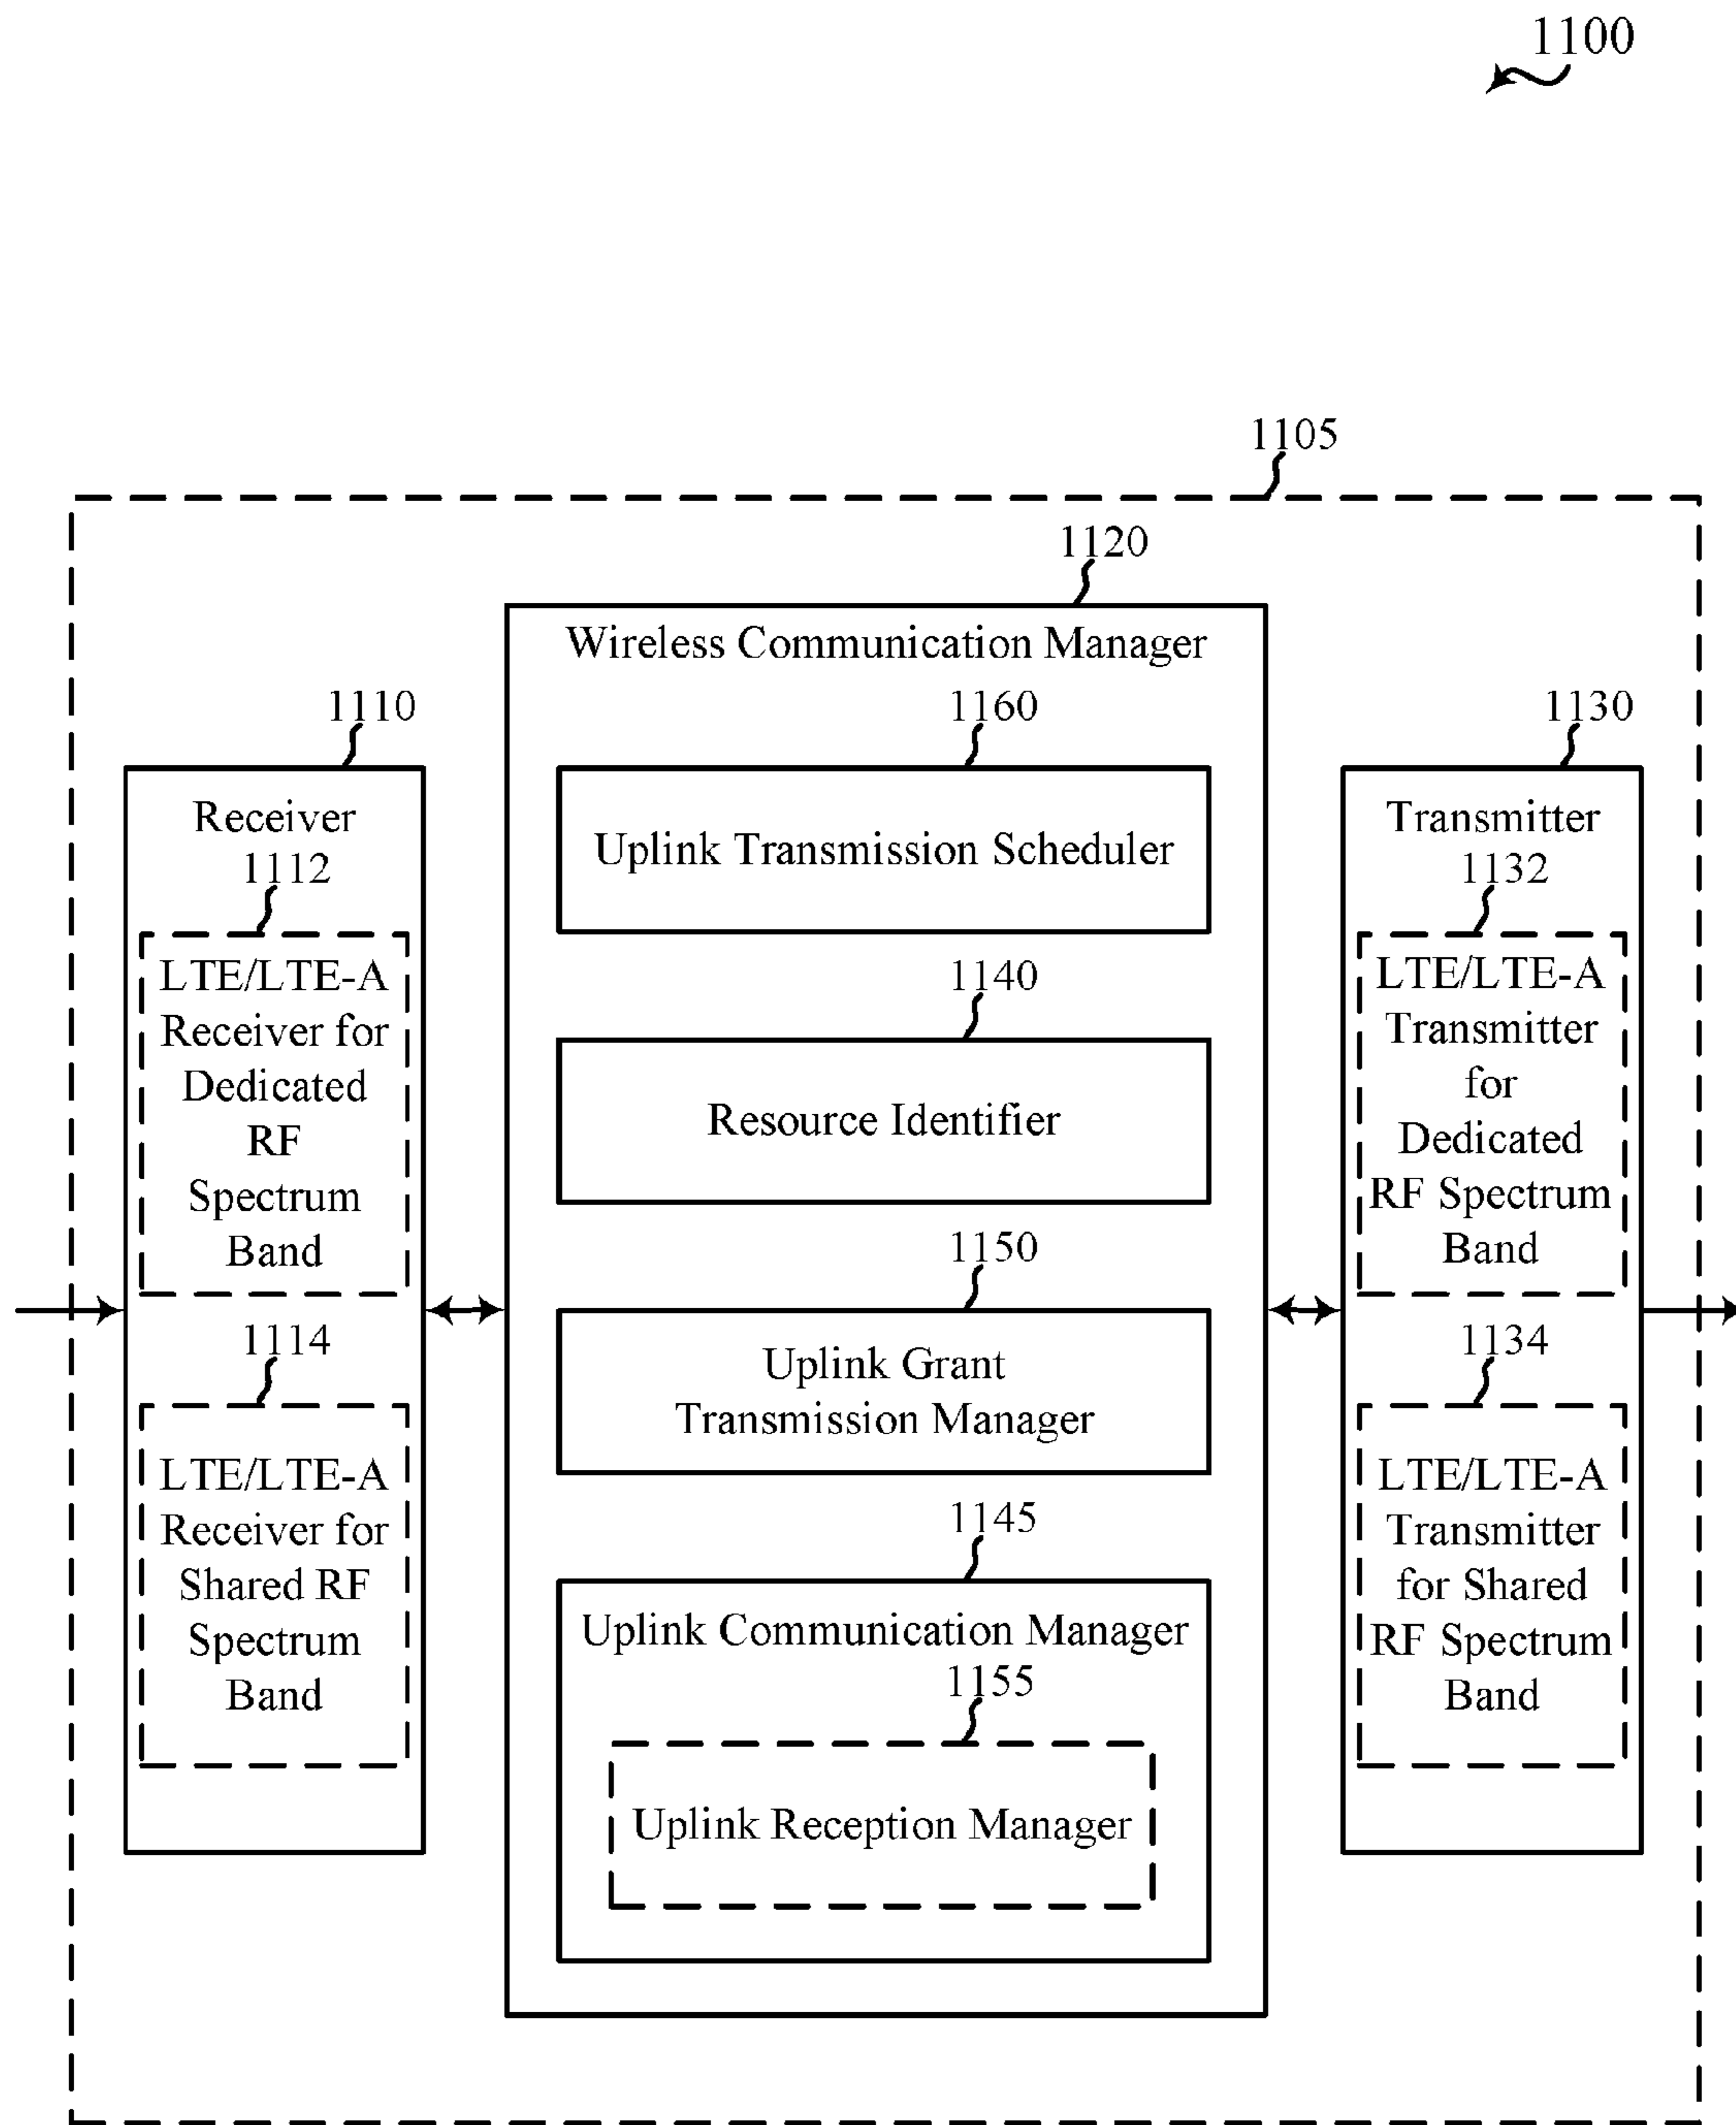 1100
1105
1120
Wireless Communication Manager
1110
Receiver
1112
LTE/LTE-A
Receiver for
Dedicated
RF
Spectrum
Band
1114
LTE/LTE-A
Receiver for
Shared RF
Spectrum
Band
1160
Uplink Transmission Scheduler
1140
Resource Identifier
1150
Uplink Grant
Transmission Manager
1145
Uplink Communication Manager
1155
Uplink Reception Manager
1130
Transmitter
1132
LTE/LTE-A
Transmitter
for
Dedicated
RF Spectrum
Band
1134
LTE/LTE-A
Transmitter
for Shared
RF Spectrum
Band